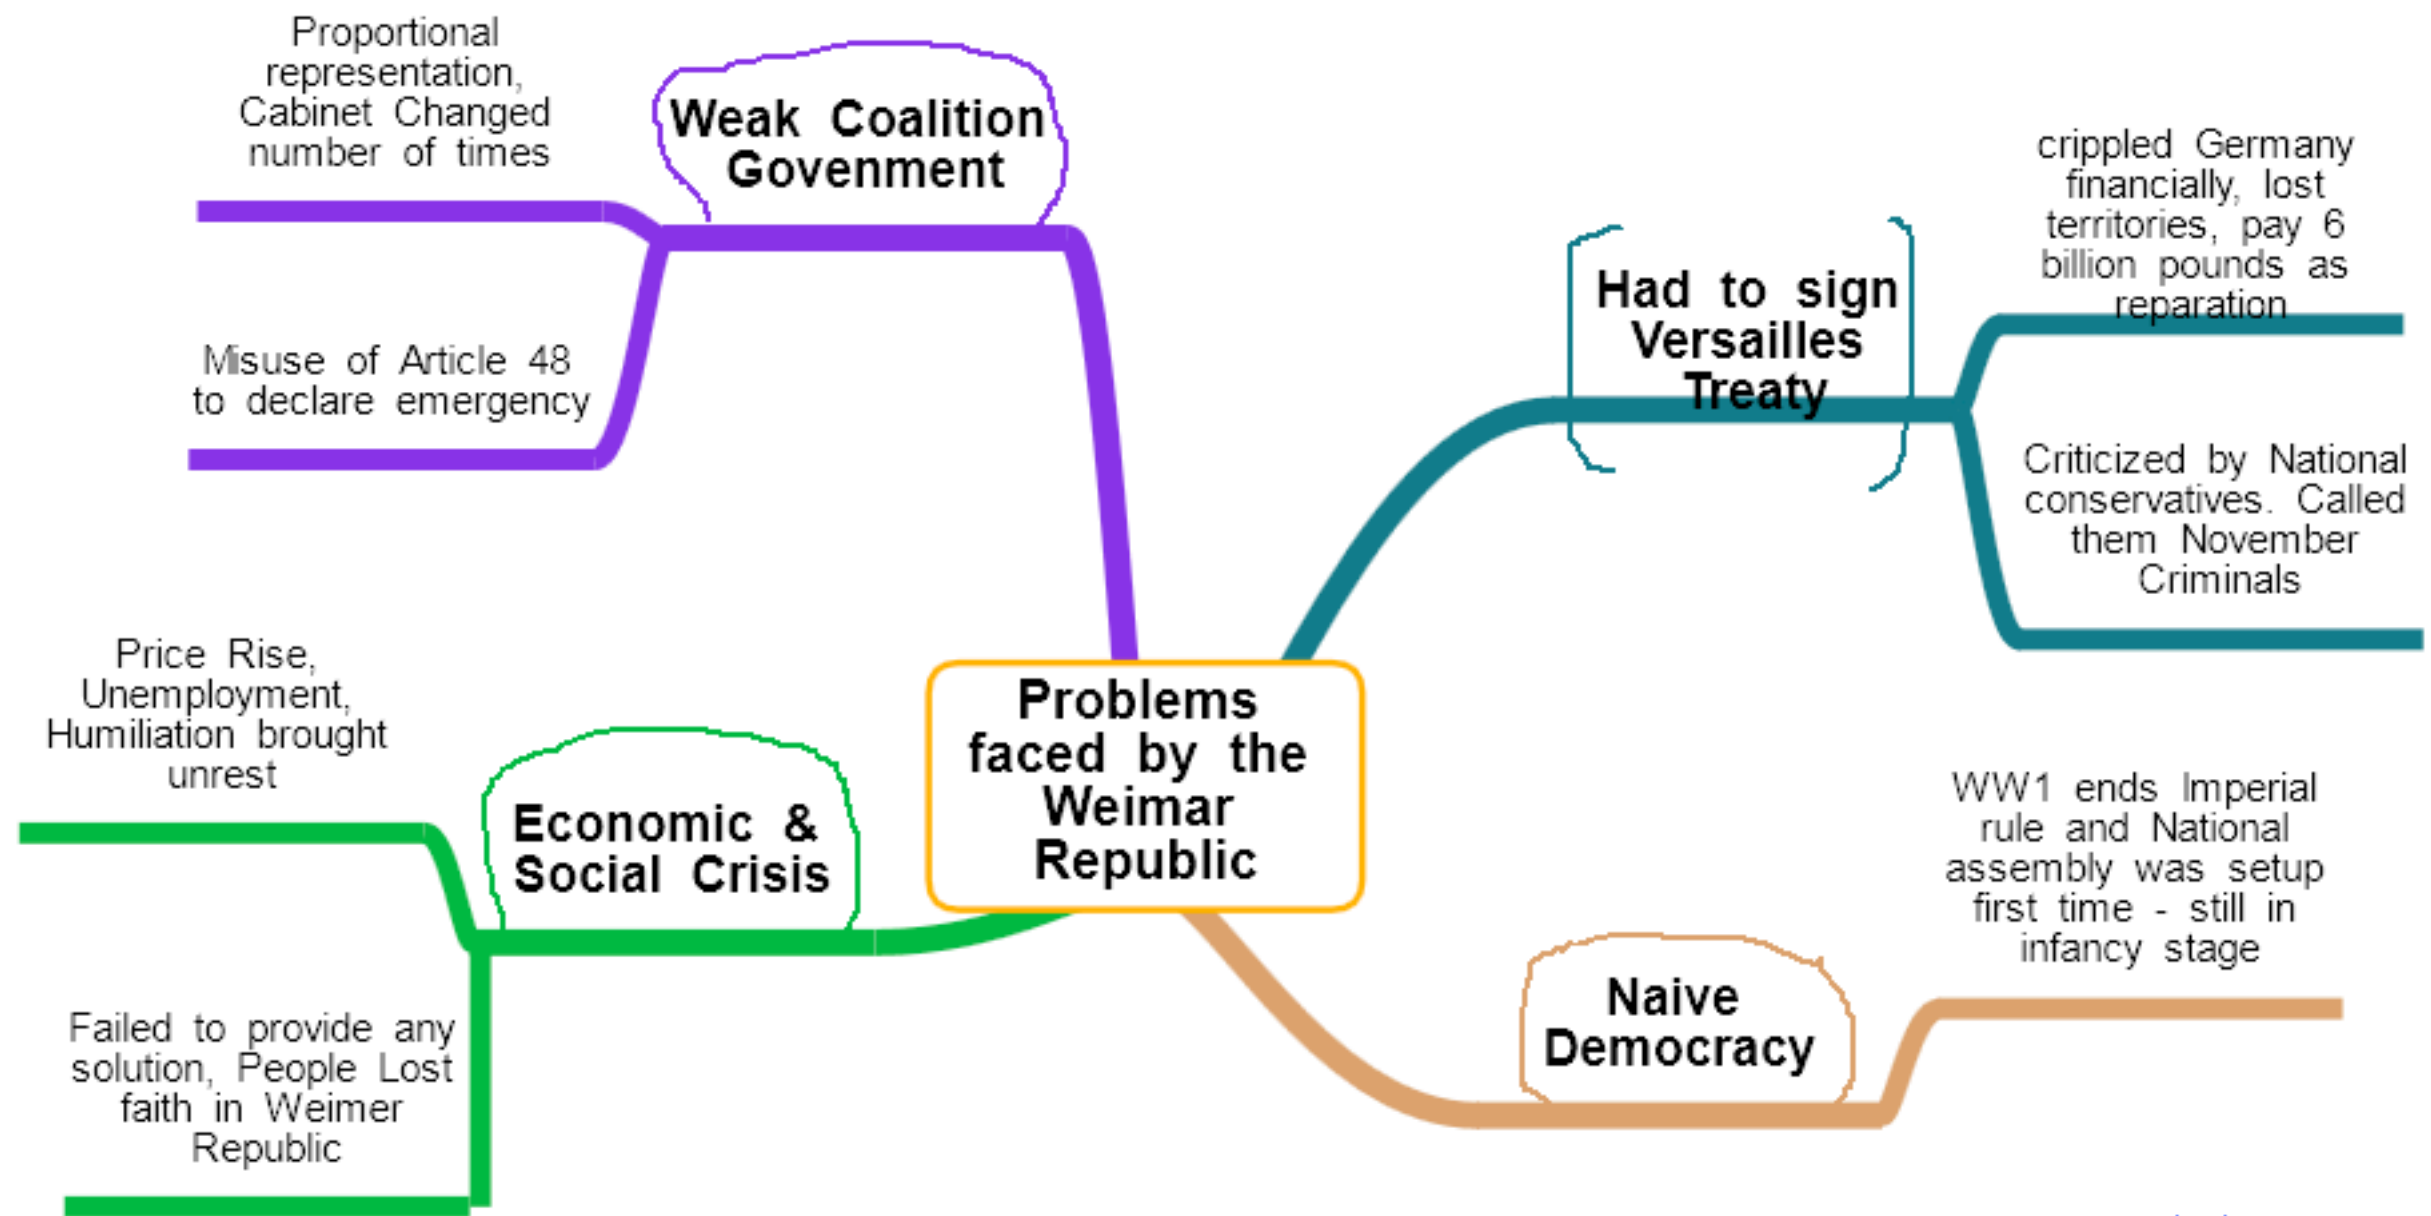 Proportional
representation,
Cabinet Changed
number of times
Weak Coalition
Govenment
Misuse of Article 48
to declare emergency
crippled Germany
financially, lost
territories, pay 6
billion pounds as
reparation
Had to sign
Versailles
Treaty
Criticized by National
conservatives. Called
them November
Criminals
Problems
faced by the
Weimar
Republic
Price Rise,
Unemployment,
Humiliation brought
unrest
Economic &
Social Crisis
Failed to provide any
solution, People Lost
faith in Weimer
Republic
WW1 ends Imperial
rule and National
assembly was setup
first time - still in
infancy stage
Naive
Democracy